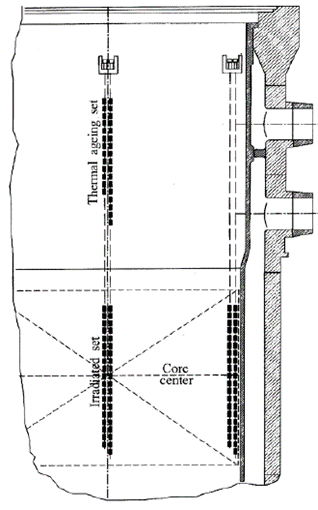 Thermal ageing set
Irradiated set
Core
center